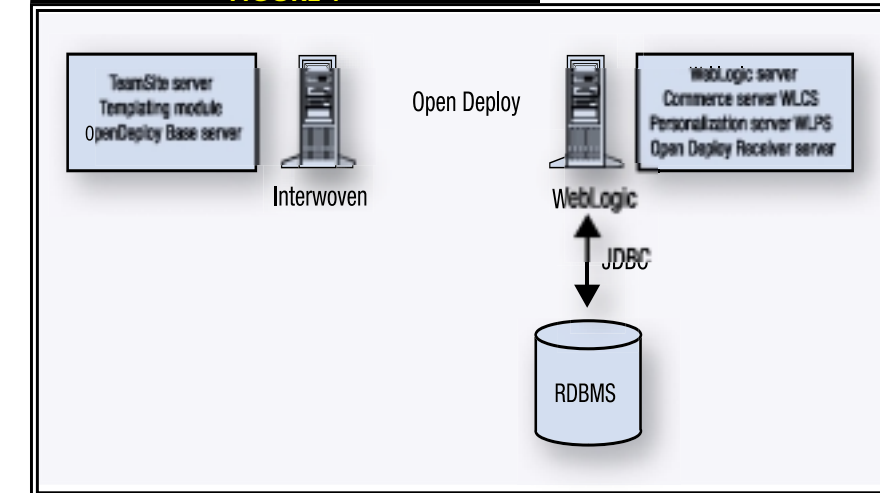 TeamSite server
Templating module
OpenDeploy Base server
Interwoven
Open Deploy
WebLogic server
Commerce server WLCS
Personalization server WLPS
Open Deploy Receiver server
WebLogic
JDBC
RDBMS